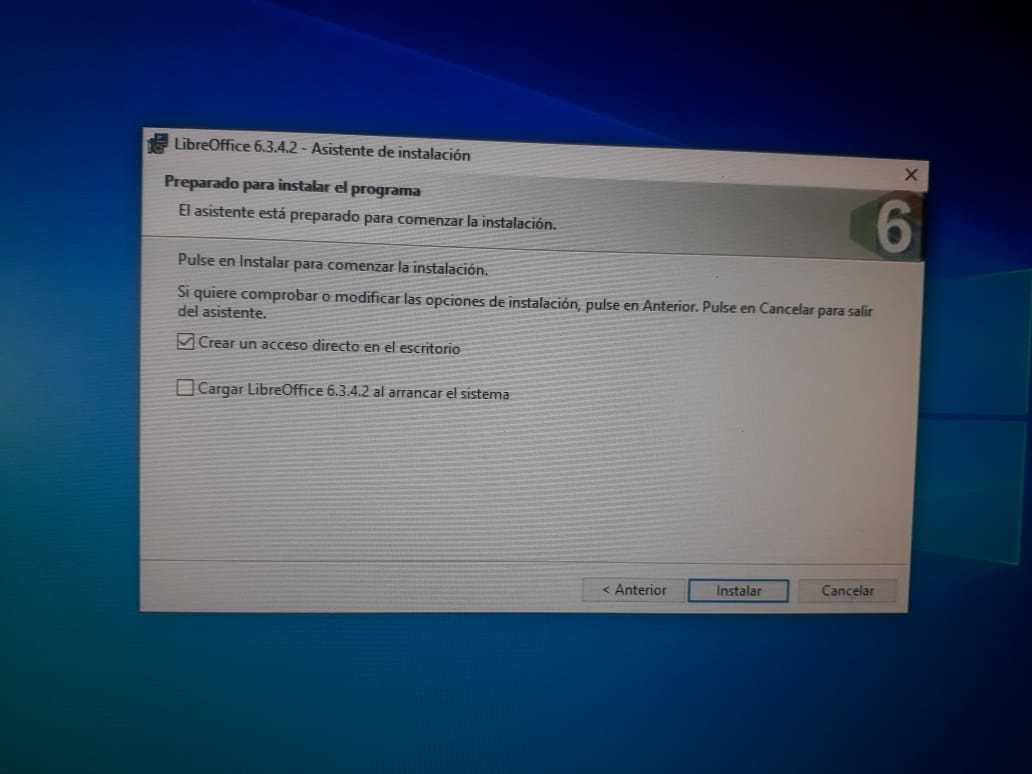 LibreOffice 6.3.4.2 - Asistente de instalación
Preparado para instalar el programa
El asistente está preparado para comenzar la instalación.
6
Pulse en Instalar para comenzar la instalación.
Si quiere comprobar o modificar las opciones de instalación, pulse en Anterior. Pulse en Cancelar para salir
del asistente.
Crear un acceso directo en el escritorio
Cargar LibreOffice 6.3.4.2 al arrancar el sistema
< Anterior
Instalar
Cancelar